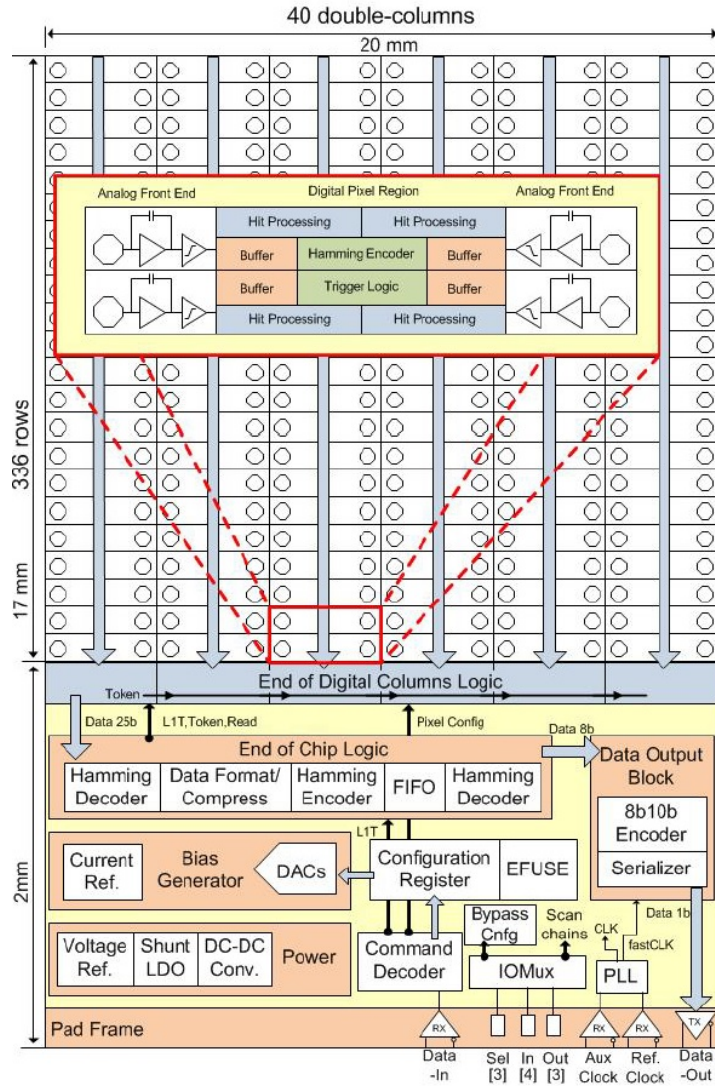 40 double-columns
20 mm
336 rows
17 mm
Analog Front End
Digital Pixel Region
Analog Front End
Hit Processing
Hit Processing
Buffer
Hamming Encoder
Buffer
Buffer
Trigger Logic
Buffer
Hit Processing
Hit Processing
2mm
End of Digital Columns Logic
Token
Data 25b
L1T,Token,Read
Pixel Config
Data 8b
End of Chip Logic
Hamming
Decoder
Data Format/
Compress
Hamming
Encoder
FIFO
Hamming
Decoder
Data Output
Block
8b10b
Encoder
Serializer
L1T
Current
Ref.
Bias
Generator
DACs
Configuration
Register
EFUSE
Data 1b
Voltage
Ref.
Shunt
LDO
DC-DC
Conv.
Power
Command
Decoder
Bypass
Cnfg
Scan
chains
IOMux
CLK
fastCLK
PLL
Pad Frame
RX
RX
RX
TX
Data
-In
Sel
[3]
In
[4]
Out
[3]
Aux
Clock
Ref.
Clock
Data
-Out